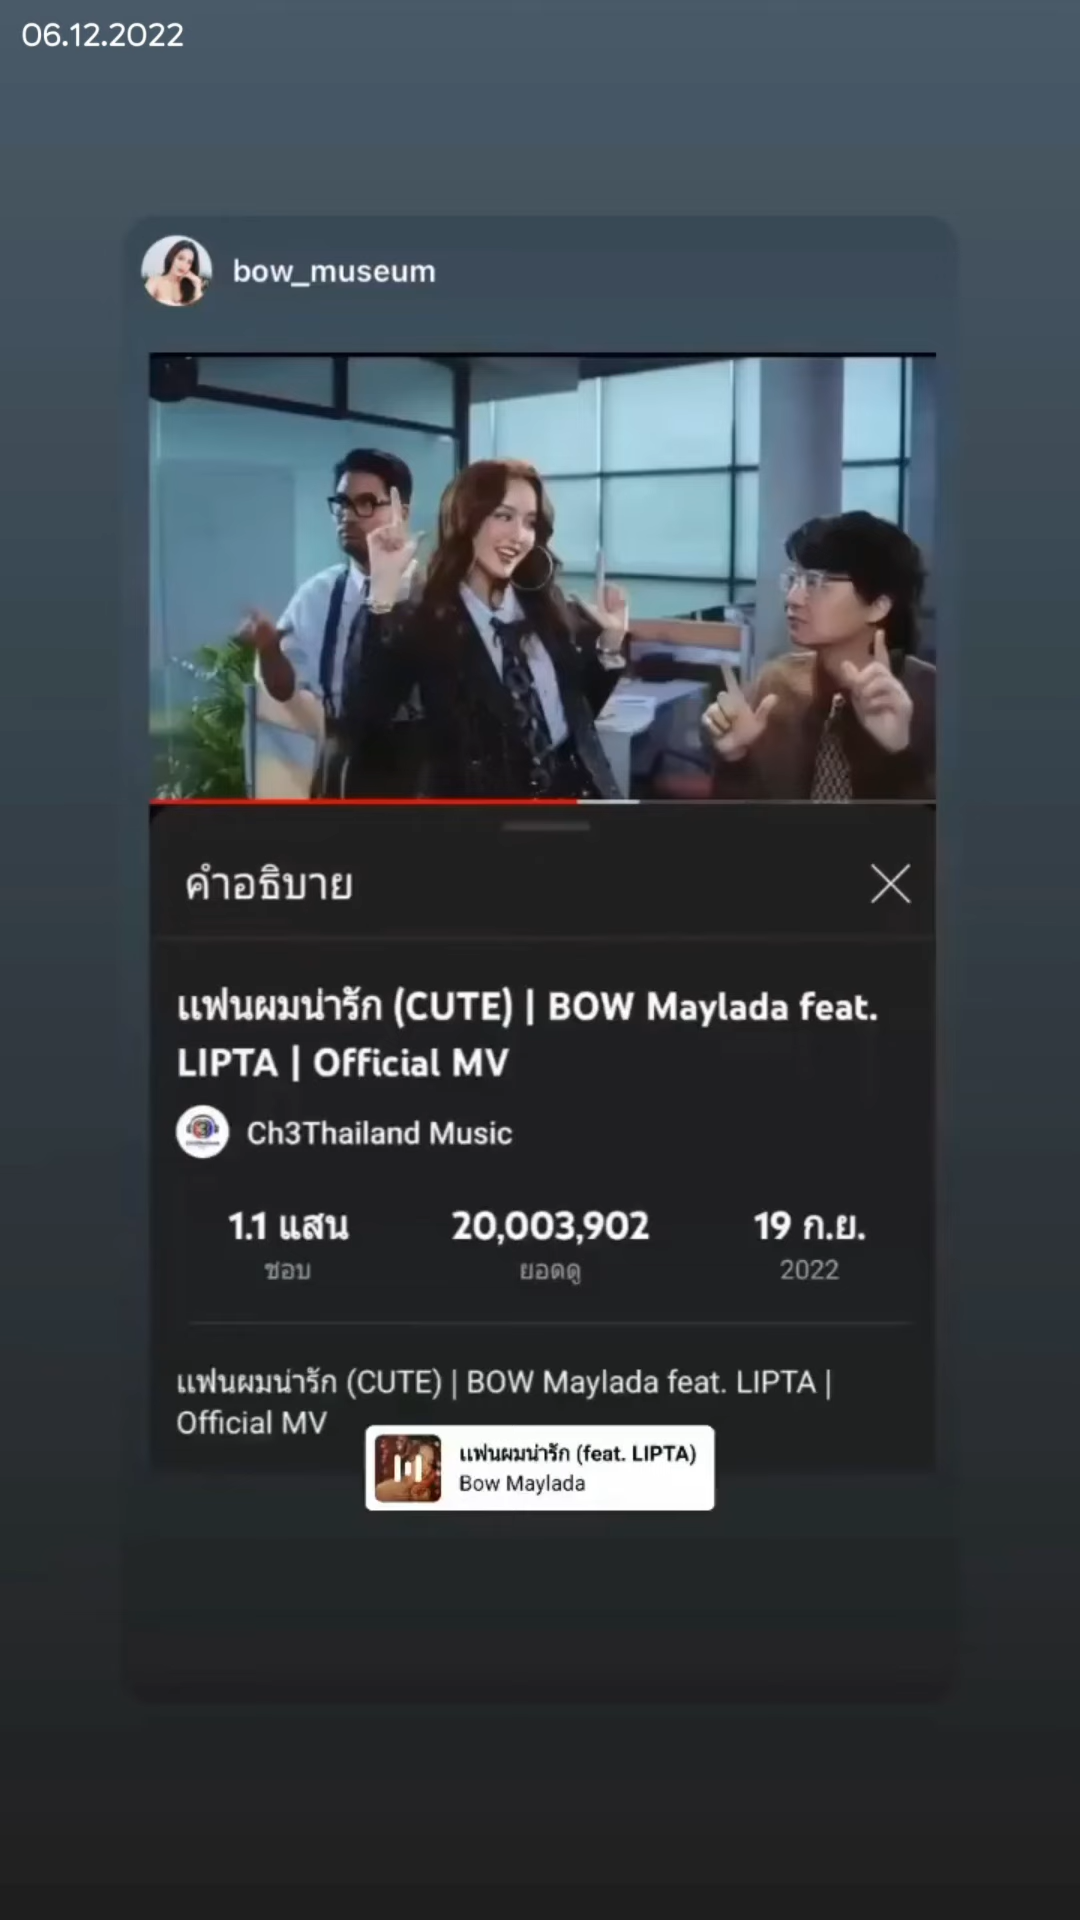 06.12.2022
bow_museum
คำอธิบาย
แฟนผมน่ารัก (CUTE) | BOW Maylada feat.
LIPTA | Official MV
Ch3Thailand Music
1.1 แสน
ชอบ
20,003,902
ยอดดู
19 ก.ย.
2022
แฟนผมน่ารัก (CUTE) | BOW Maylada feat. LIPTA |
Official MV
แฟนผมน่ารัก (feat. LIPTA)
Bow Maylada